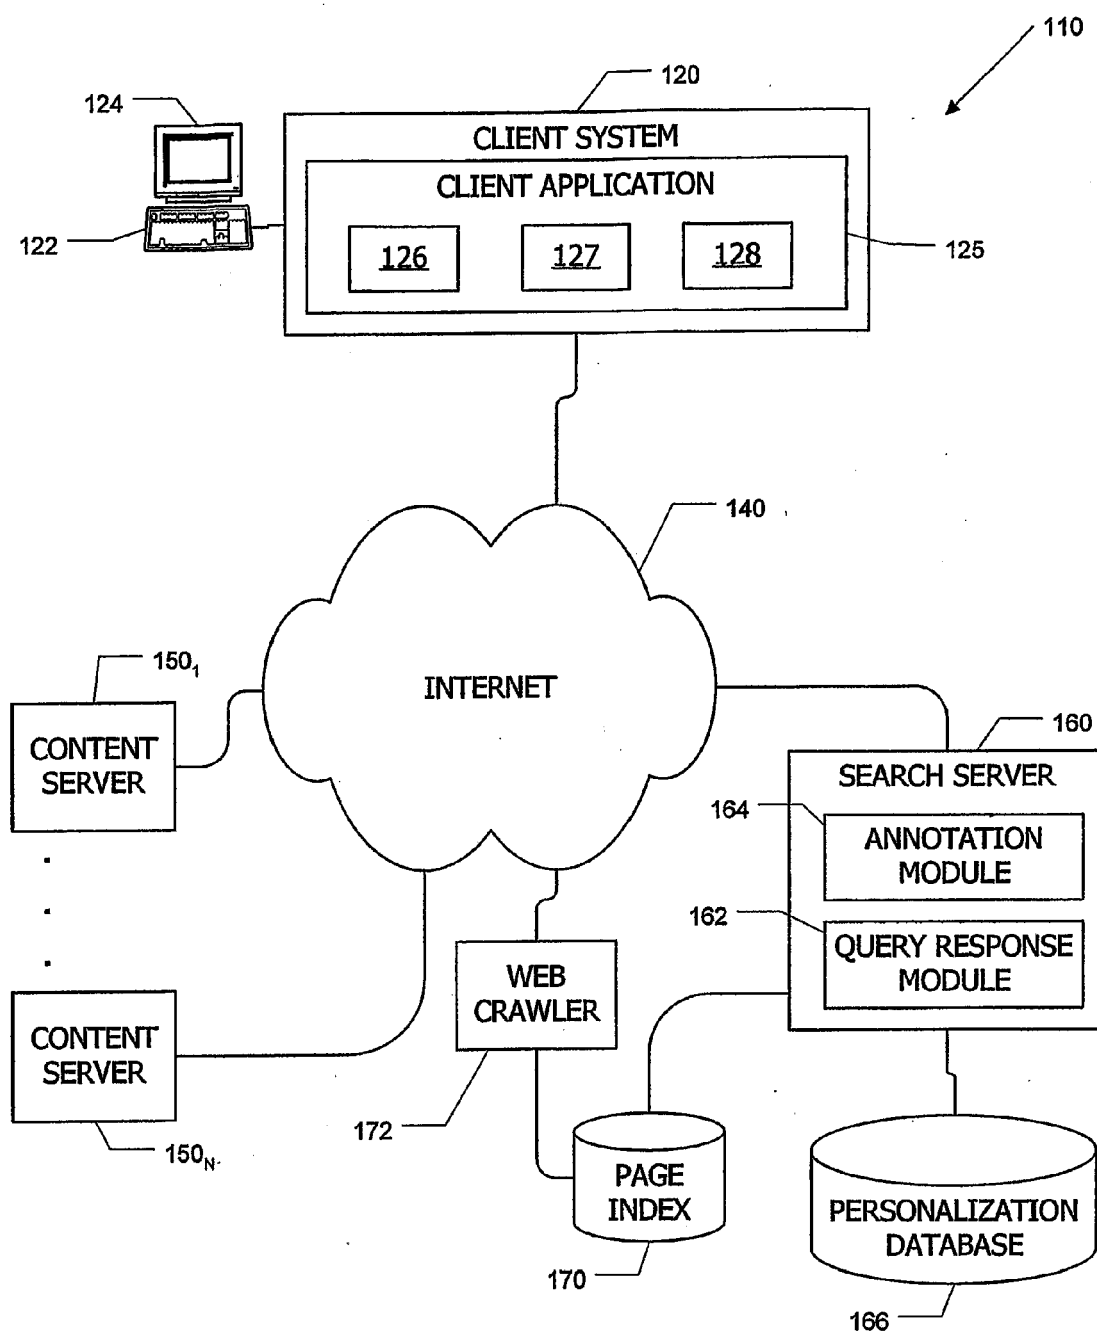 110
120
124
CLIENT SYSTEM
CLIENT APPLICATION
122
125
126
127
128
140
INTERNET
150₁
CONTENT
SERVER
160
SEARCH SERVER
164
ANNOTATION
MODULE
162
QUERY RESPONSE
MODULE
WEB
CRAWLER
CONTENT
SERVER
172
150N
PAGE
INDEX
170
PERSONALIZATION
DATABASE
166